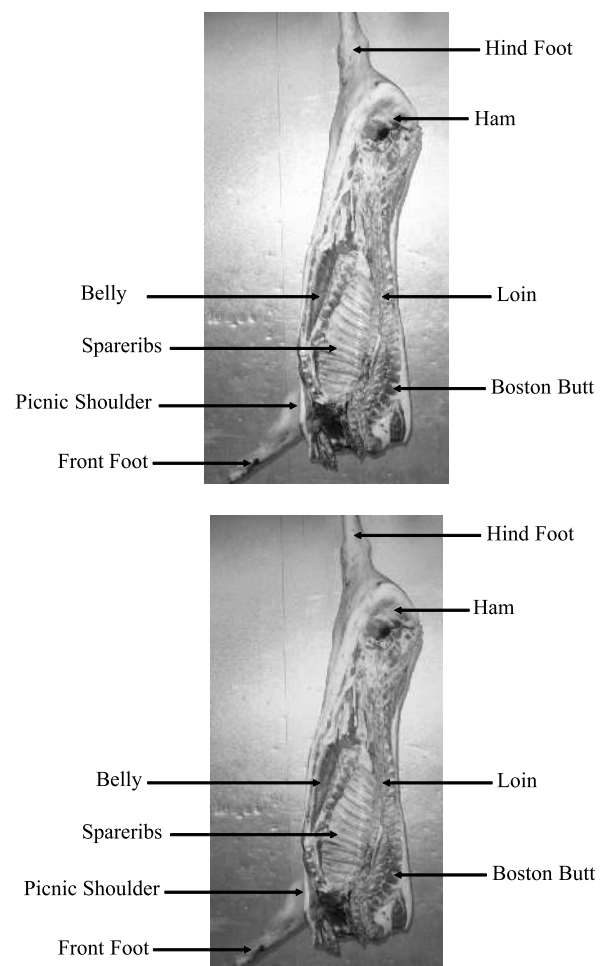 Hind Foot
Ham
Belly
Loin
Spareribs
Boston Butt
Picnic Shoulder
Front Foot
Hind Foot
Ham
Belly
Loin
Spareribs
Boston Butt
Picnic Shoulder
Front Foot